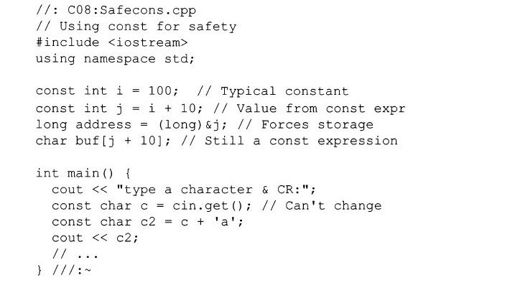 //: C08:Safecons.cpp
// Using const for safety
#include <iostream>
using namespace std;

const int i = 100;  // Typical constant
const int j = i + 10; // Value from const expr
long address = (long)&j; // Forces storage
char buf[j + 10]; // Still a const expression

int main() {
  cout << "type a character & CR:";
  const char c = cin.get(); // Can't change
  const char c2 = c + 'a';
  cout << c2;
  // ...
} ///:~